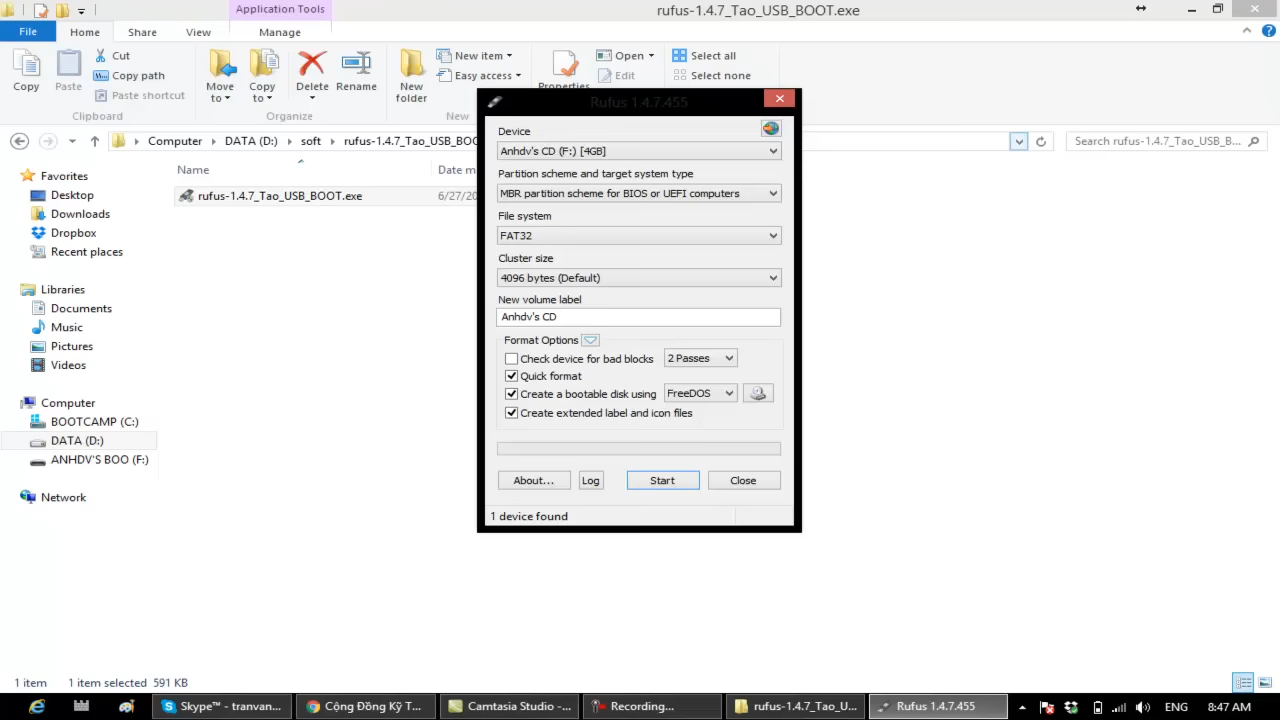 Application Tools
rufus-1.4.7_Tao_USB_BOOT.exe
File
Home
Share
View
Manage
Copy
Paste
Cut
Copy path
Paste shortcut
Clipboard
Move to
Copy to
Delete
Rename
Organize
New folder
New item
Easy access
New
Properties
Open
Edit
Select all
Select none
Computer
DATA (D:)
soft
rufus-1.4.7_Tao_USB_BOO
Search rufus-1.4.7_Tao_USB_B...
Name
Date m
rufus-1.4.7_Tao_USB_BOOT.exe
6/27/20
Favorites
Desktop
Downloads
Dropbox
Recent places
Libraries
Documents
Music
Pictures
Videos
Computer
BOOTCAMP (C:)
DATA (D:)
ANHDV'S BOO (F:)
Network
Rufus 1.4.7.455
Device
Anhdv's CD (F:) [4GB]
Partition scheme and target system type
MBR partition scheme for BIOS or UEFI computers
File system
FAT32
Cluster size
4096 bytes (Default)
New volume label
Anhdv's CD
Format Options
Check device for bad blocks
2 Passes
Quick format
Create a bootable disk using
FreeDOS
Create extended label and icon files
About...
Log
Start
Close
1 device found
1 item
1 item selected 591 KB
Skype™ - tranvan...
Cộng Đồng Kỹ T...
Camtasia Studio -...
Recording...
rufus-1.4.7_Tao_U...
Rufus 1.4.7.455
ENG
8:47 AM